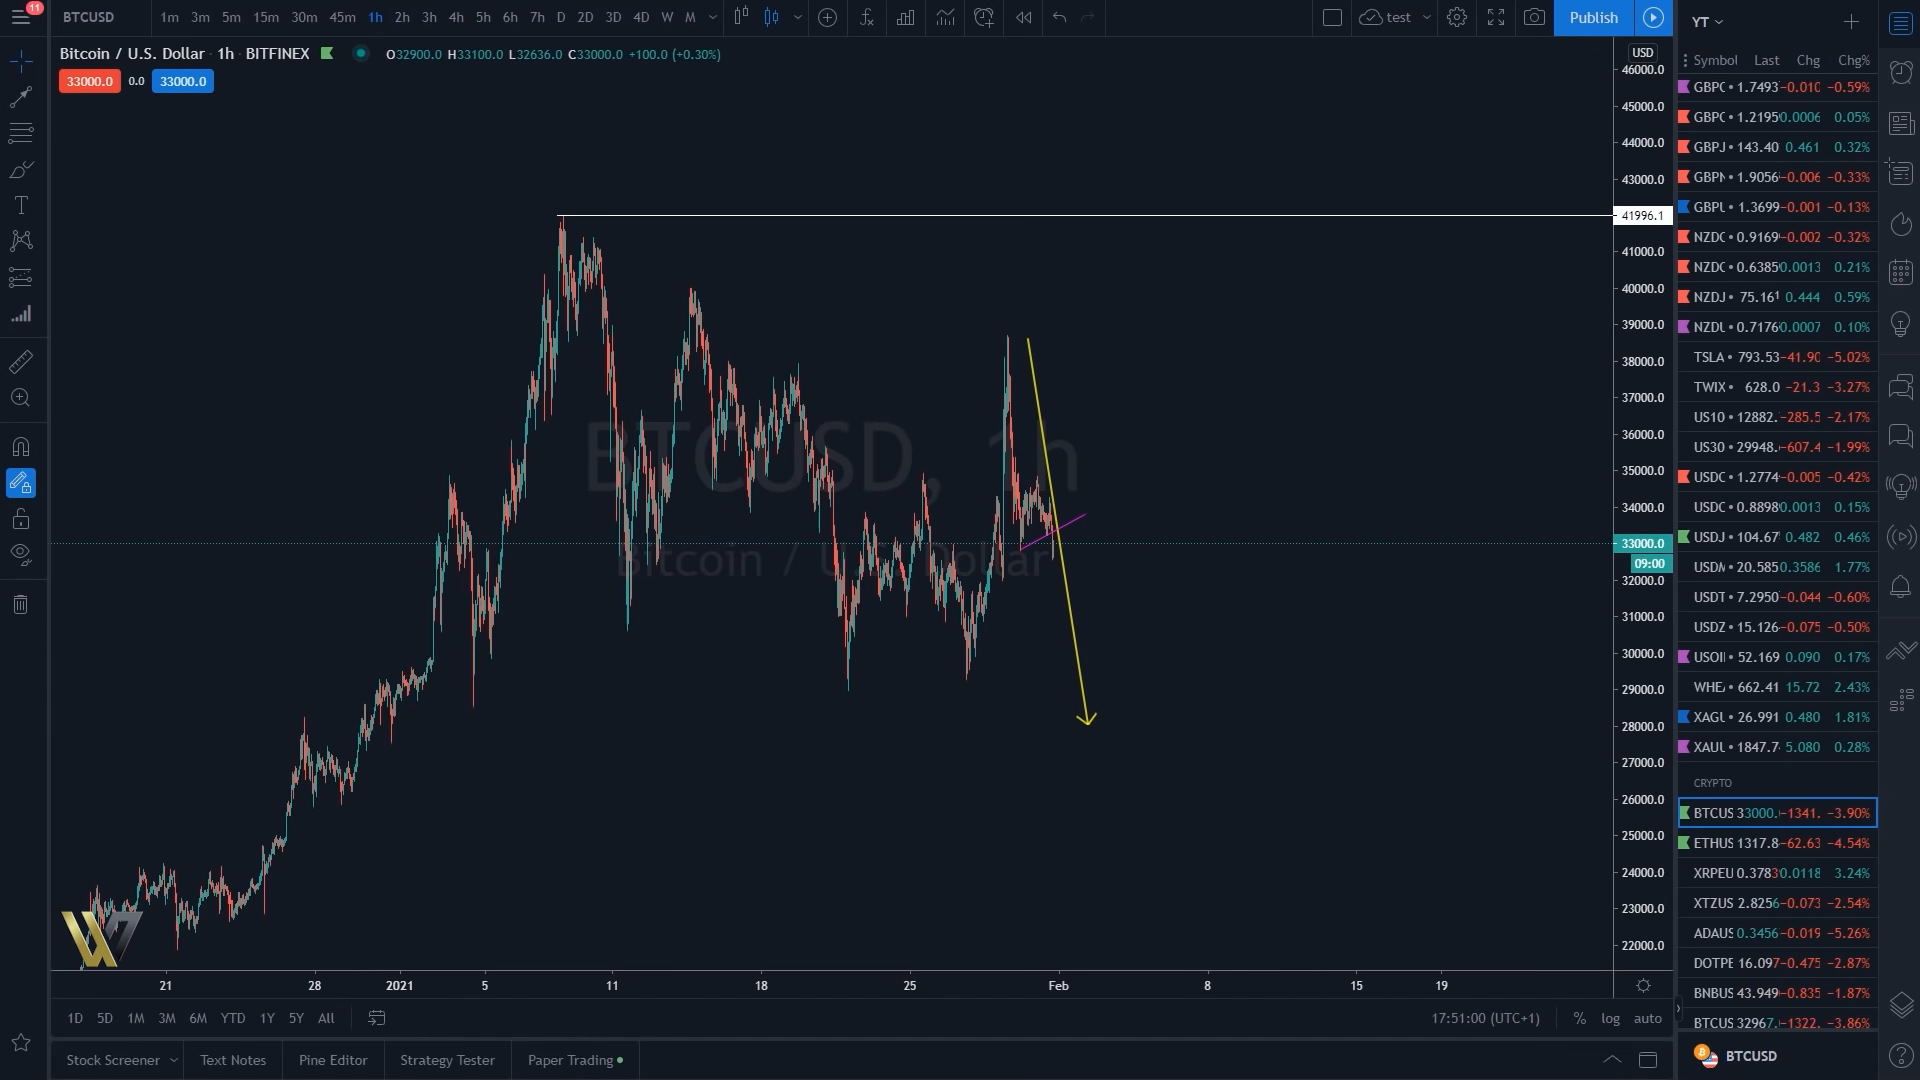 11 BTCUSD 1m 3m 5m 15m 30m 45m 1h 2h 3h 4h 5h 6h 7h D 2D 3D 4D W M test Publish YT
Bitcoin / U.S. Dollar 1h BITFINEX O32900.0 H33100.0 L32636.0 C33000.0 +100.0 (+0.30%) USD
33000.0 0.0 33000.0
Symbol Last Chg Chg%
46000.0
45000.0
44000.0
43000.0
41996.1
41000.0
40000.0
39000.0
38000.0
37000.0
36000.0
35000.0
34000.0
33000.0
09:00
32000.0
31000.0
30000.0
29000.0
28000.0
27000.0
26000.0
25000.0
24000.0
23000.0
22000.0
BTCUSD, 1h
Bitcoin / U.S. Dollar
GBPC 1.7493 -0.010 -0.59%
GBPC 1.2195 0.0006 0.05%
GBPJ 143.40 0.461 0.32%
GBPN 1.9056 -0.006 -0.33%
GBPU 1.3699 -0.001 -0.13%
NZDC 0.9169 -0.002 -0.32%
NZDC 0.6385 0.0013 0.21%
NZDJ 75.161 0.444 0.59%
NZDU 0.7176 0.0007 0.10%
TSLA 793.53 -41.90 -5.02%
TWIX 628.0 -21.3 -3.27%
US10 12882. -285.5 -2.17%
US30 29948. -607.4 -1.99%
USDC 1.2774 -0.005 -0.42%
USDC 0.8898 0.0013 0.15%
USDJ 104.67 0.482 0.46%
USDM 20.585 0.3586 1.77%
USDT 7.2950 -0.044 -0.60%
USDZ 15.126 -0.075 -0.50%
USOI 52.169 0.090 0.17%
WHEA 662.41 15.72 2.43%
XAGU 26.991 0.480 1.81%
XAUU 1847.7 5.080 0.28%
CRYPTO
BTCUS 33000. -1341. -3.90%
ETHUS 1317.8 -62.63 -4.54%
XRPEU 0.3783 0.0118 3.24%
XTZUS 2.8256 -0.073 -2.54%
ADAUS 0.3456 -0.019 -5.26%
DOTPE 16.097 -0.475 -2.87%
BNBUS 43.949 -0.835 -1.87%
BTCUS 32967. -1322. -3.86%
21 28 2021 5 11 18 25 Feb 8 15 19
1D 5D 1M 3M 6M YTD 1Y 5Y All 17:51:00 (UTC+1) % log auto
Stock Screener Text Notes Pine Editor Strategy Tester Paper Trading BTCUSD